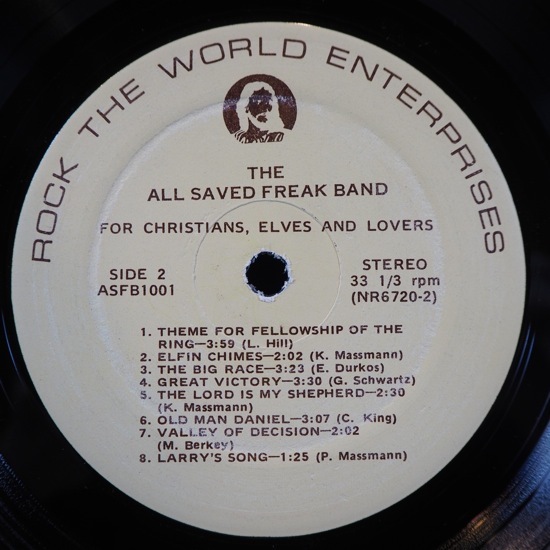 ROCK THE WORLD ENTERPRISES
THE
ALL SAVED FREAK BAND
FOR CHRISTIANS, ELVES AND LOVERS
SIDE 2
ASFB1001
STEREO
33 1/3 rpm
(NR6720-2)
1. THEME FOR FELLOWSHIP OF THE
RING—3:59 (L. Hill)
2. ELFIN CHIMES—2:02 (K. Massmann)
3. THE BIG RACE—3:23 (E. Durkos)
4. GREAT VICTORY—3:30 (G. Schwartz)
5. THE LORD IS MY SHEPHERD—2:30
(K. Massmann)
6. OLD MAN DANIEL—3:07 (C. King)
7. VALLEY OF DECISION—2:02
(M. Berkey)
8. LARRY'S SONG—1:25 (P. Massmann)